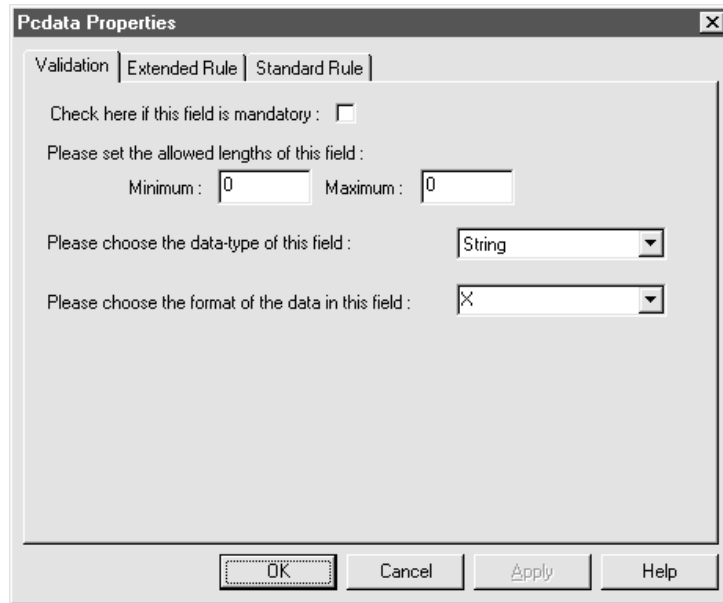 Pcdata Properties
Validation Extended Rule Standard Rule
Check here if this field is mandatory :
Please set the allowed lengths of this field :
Minimum : 0 Maximum : 0
Please choose the data-type of this field : String
Please choose the format of the data in this field : X
OK Cancel Apply Help